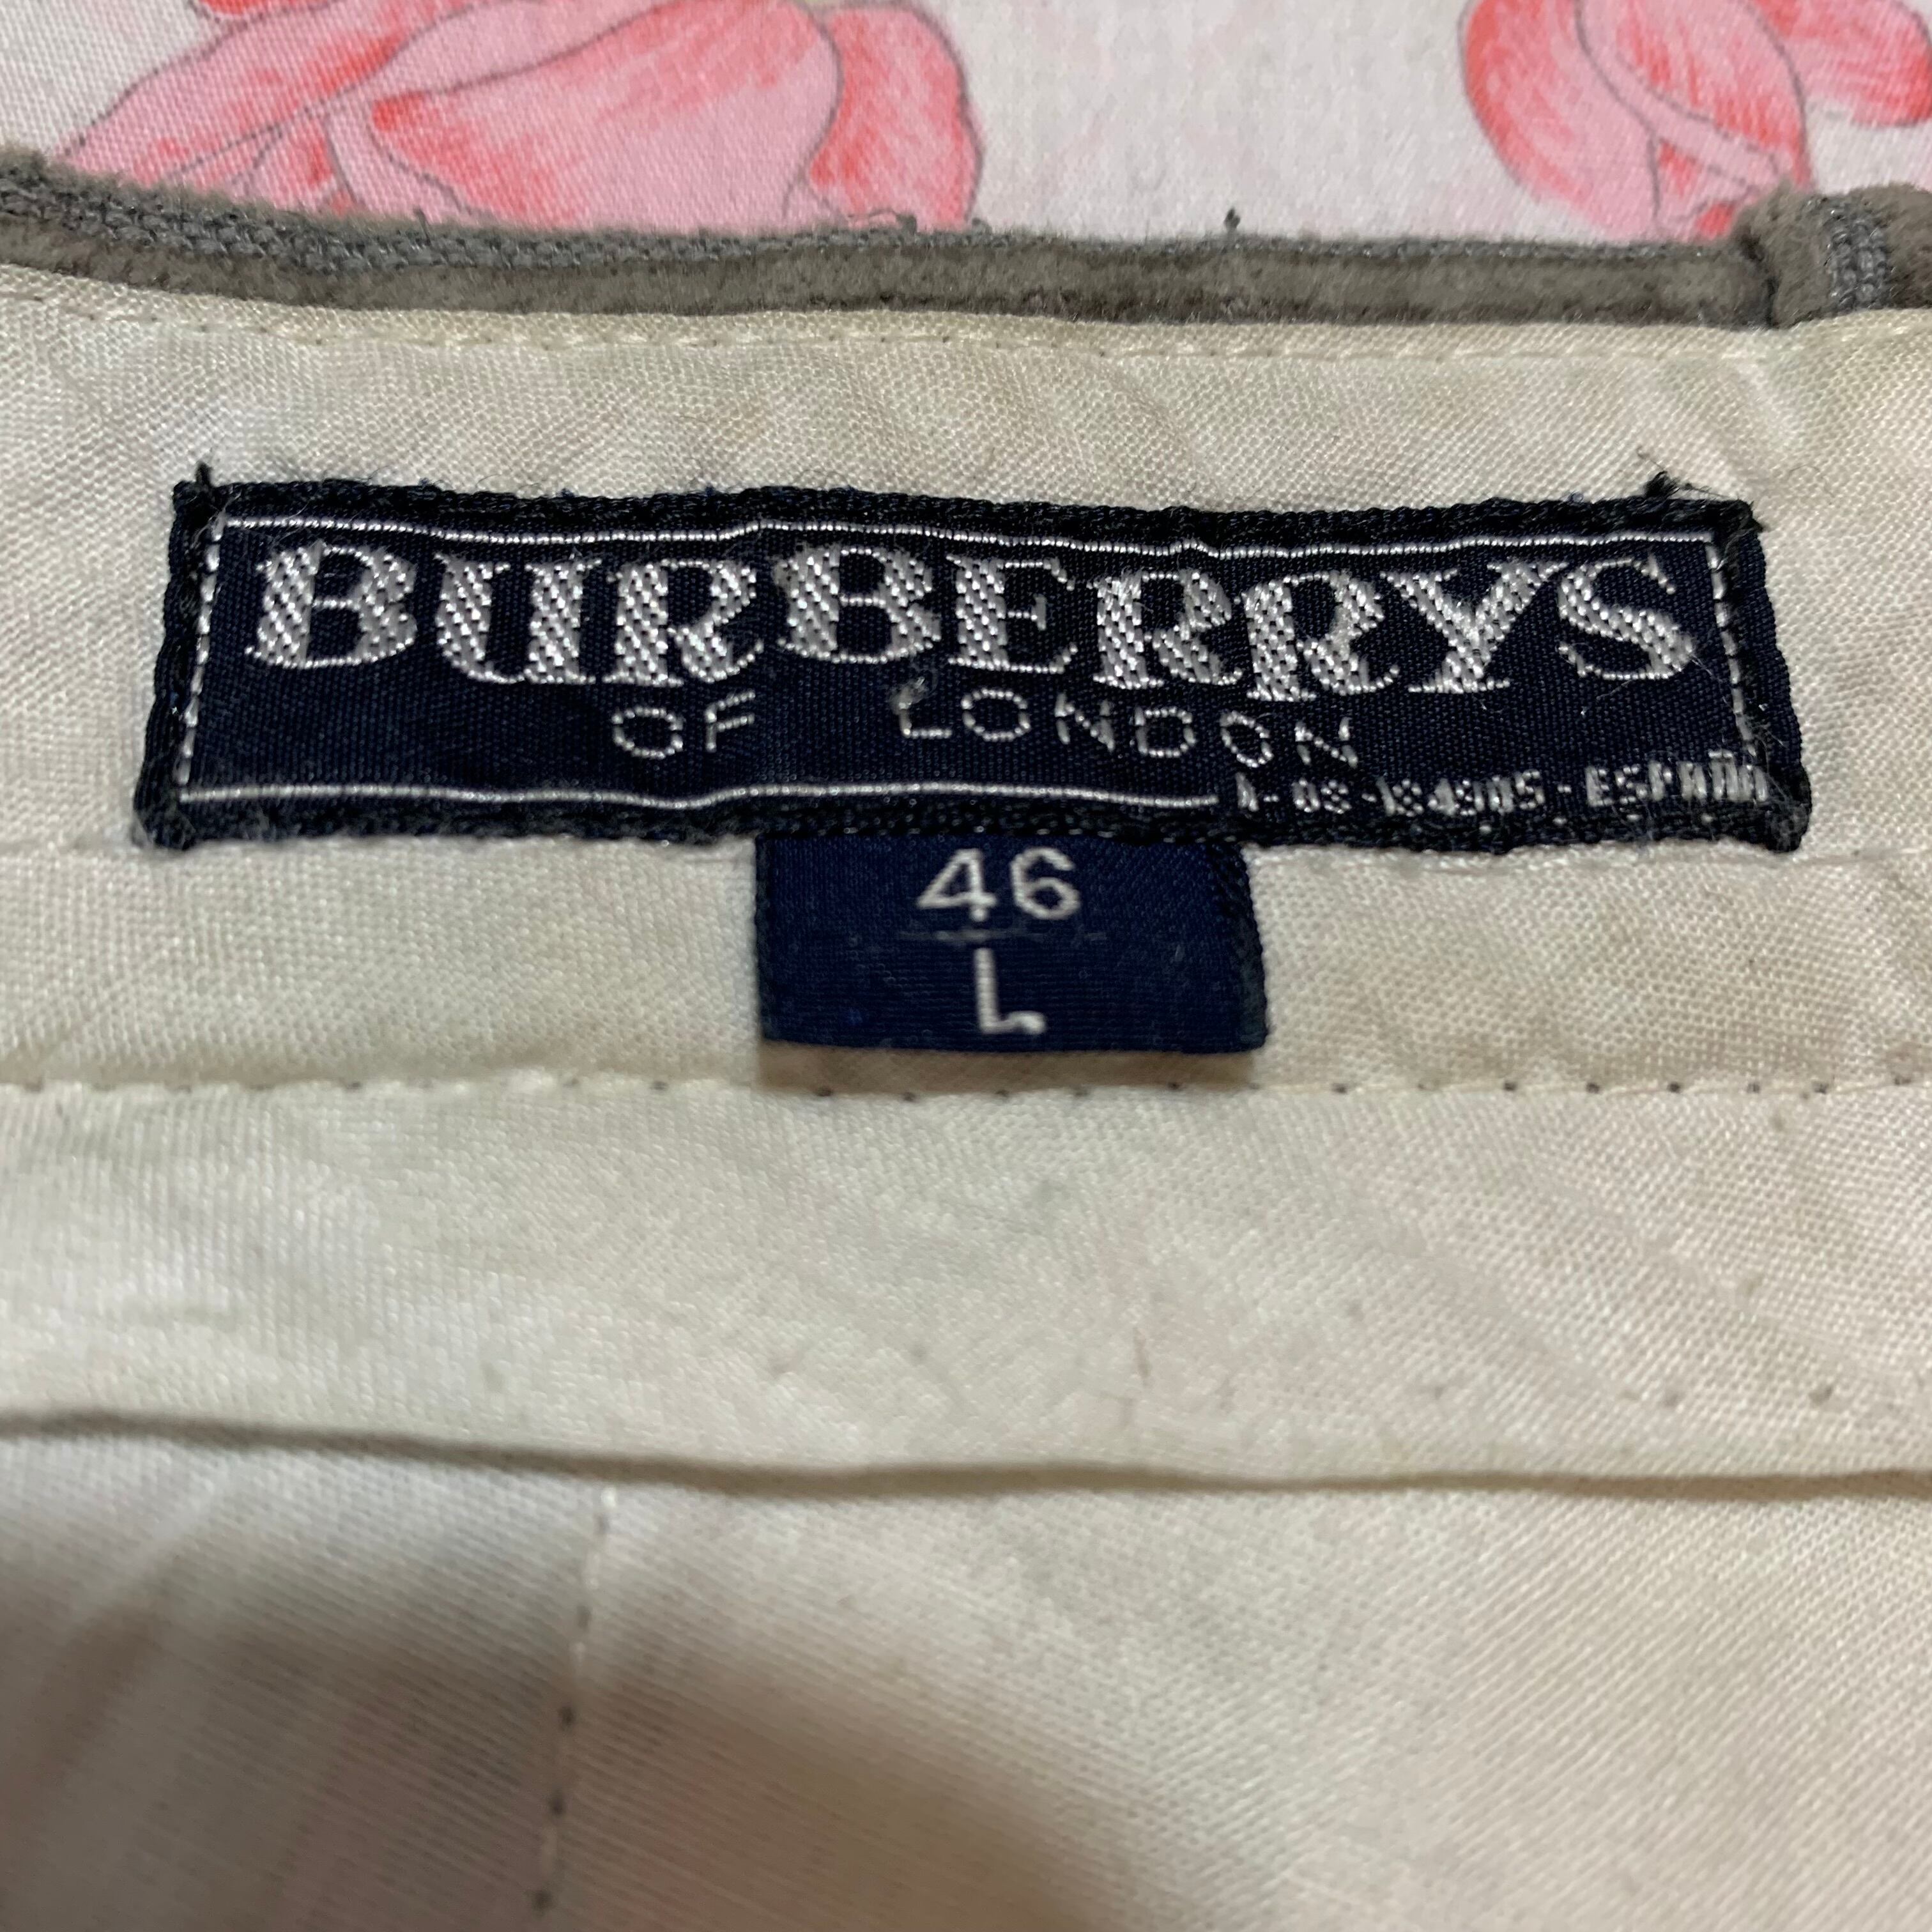 BURBERRYS
OF LONDON
ESPAÑA
46
L